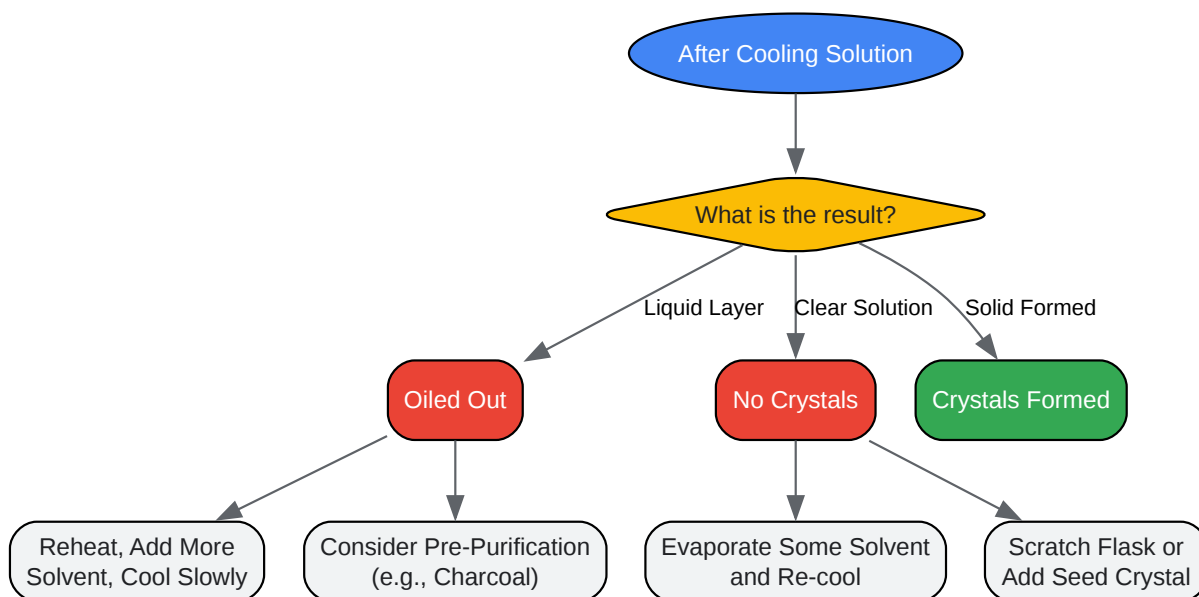 After Cooling Solution
What is the result?
Liquid Layer
Clear Solution
Solid Formed
Oiled Out
No Crystals
Crystals Formed
Reheat, Add More
Solvent, Cool Slowly
Consider Pre-Purification
(e.g., Charcoal)
Evaporate Some Solvent
and Re-cool
Scratch Flask or
Add Seed Crystal